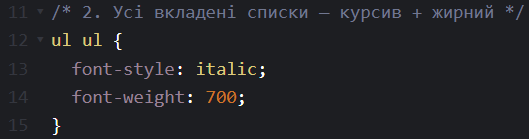 11 /* 2. Усі вкладені списки — курсив + жирний */
12 ul ul {
13 font-style: italic;
14 font-weight: 700;
15 }